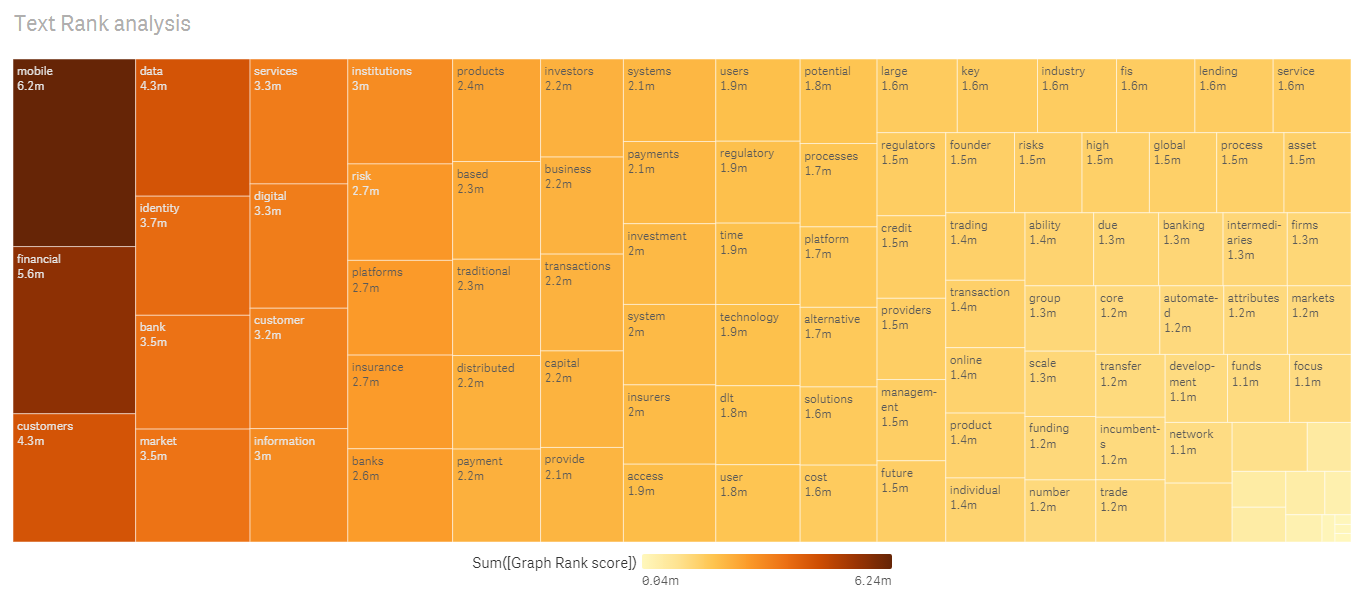 Text Rank analysis
mobile
6.2m
financial
5.6m
customers
4.3m
data
4.3m
identity
3.7m
bank
3.5m
market
3.5m
services
3.3m
digital
3.3m
customer
3.2m
information
3m
institutions
3m
risk
2.7m
platforms
2.7m
insurance
2.7m
banks
2.6m
products
2.4m
based
2.3m
traditional
2.3m
distributed
2.2m
payment
2.2m
investors
2.2m
business
2.2m
transactions
2.2m
capital
2.2m
provide
2.1m
systems
2.1m
payments
2.1m
investment
2m
system
2m
insurers
2m
access
1.9m
users
1.9m
regulatory
1.9m
time
1.9m
technology
1.9m
dlt
1.8m
user
1.8m
potential
1.8m
processes
1.7m
platform
1.7m
alternative
1.7m
solutions
1.6m
cost
1.6m
large
1.6m
key
1.6m
industry
1.6m
fis
1.6m
lending
1.6m
service
1.6m
regulators
1.5m
credit
1.5m
providers
1.5m
managem-
ent
1.5m
future
1.5m
founder
1.5m
risks
1.5m
high
1.5m
global
1.5m
process
1.5m
asset
1.5m
trading
1.4m
transaction
1.4m
online
1.4m
product
1.4m
individual
1.4m
ability
1.4m
group
1.3m
scale
1.3m
funding
1.2m
number
1.2m
due
1.3m
banking
1.3m
intermedi-
aries
1.3m
firms
1.3m
core
1.2m
automate-
d
1.2m
attributes
1.2m
markets
1.2m
transfer
1.2m
incumbent-
s
1.2m
trade
1.2m
develop-
ment
1.1m
network
1.1m
funds
1.1m
focus
1.1m
Sum([Graph Rank score])
0.04m
6.24m